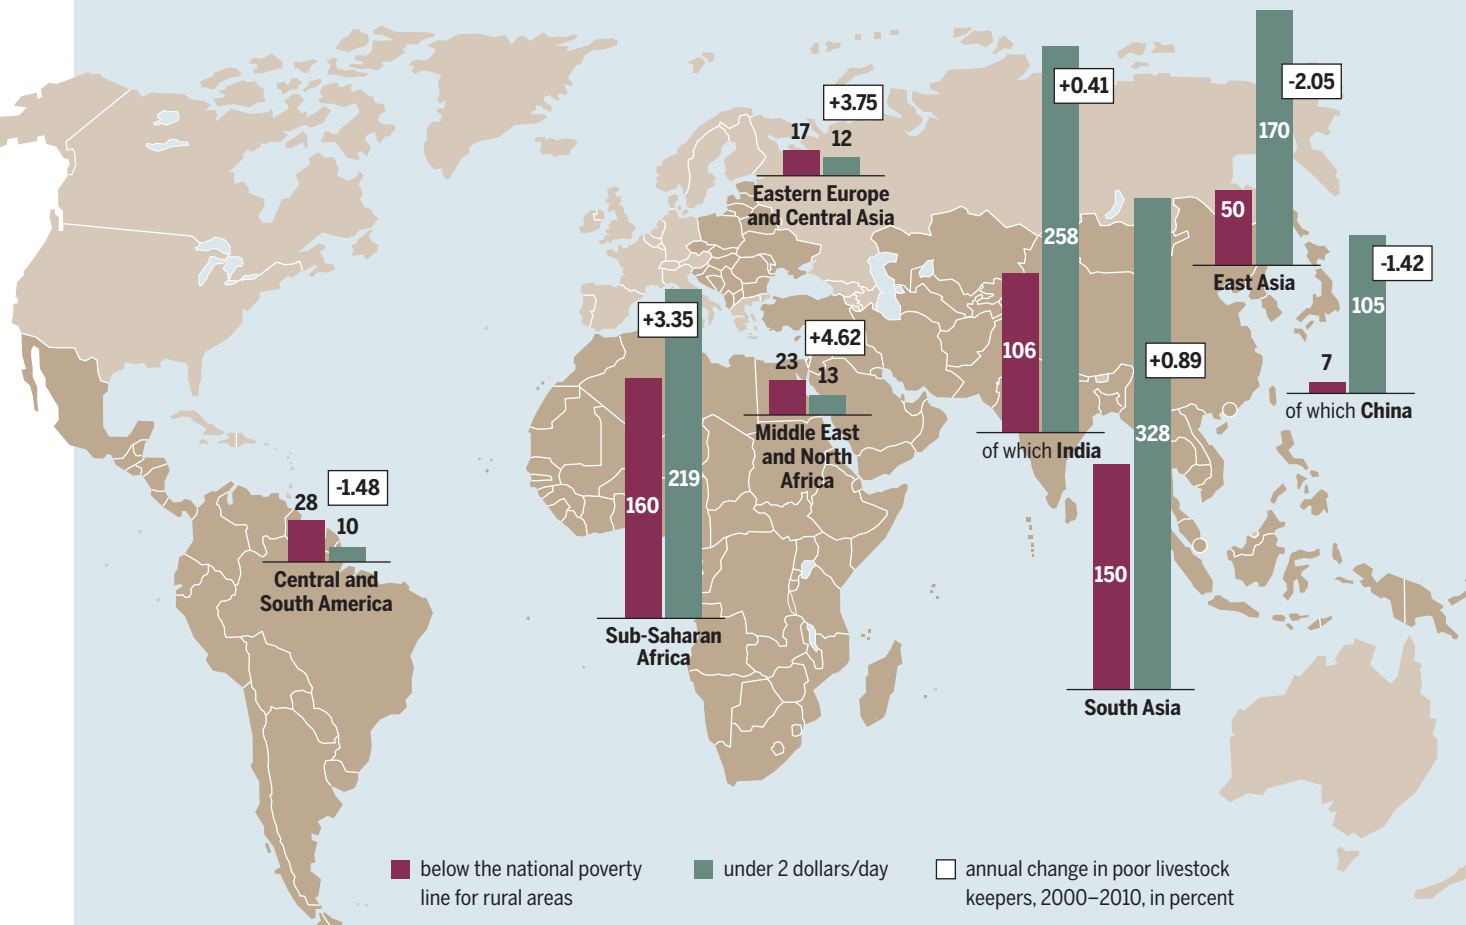 +3.75
17
12
Eastern Europe
and Central Asia
+0.41
258
106
of which India
-2.05
170
50
East Asia
-1.42
105
7
of which China
+3.35
219
160
Sub-Saharan
Africa
+4.62
23
13
Middle East
and North
Africa
+0.89
328
150
South Asia
-1.48
28
10
Central and
South America
below the national poverty
line for rural areas
under 2 dollars/day
annual change in poor livestock
keepers, 2000–2010, in percent